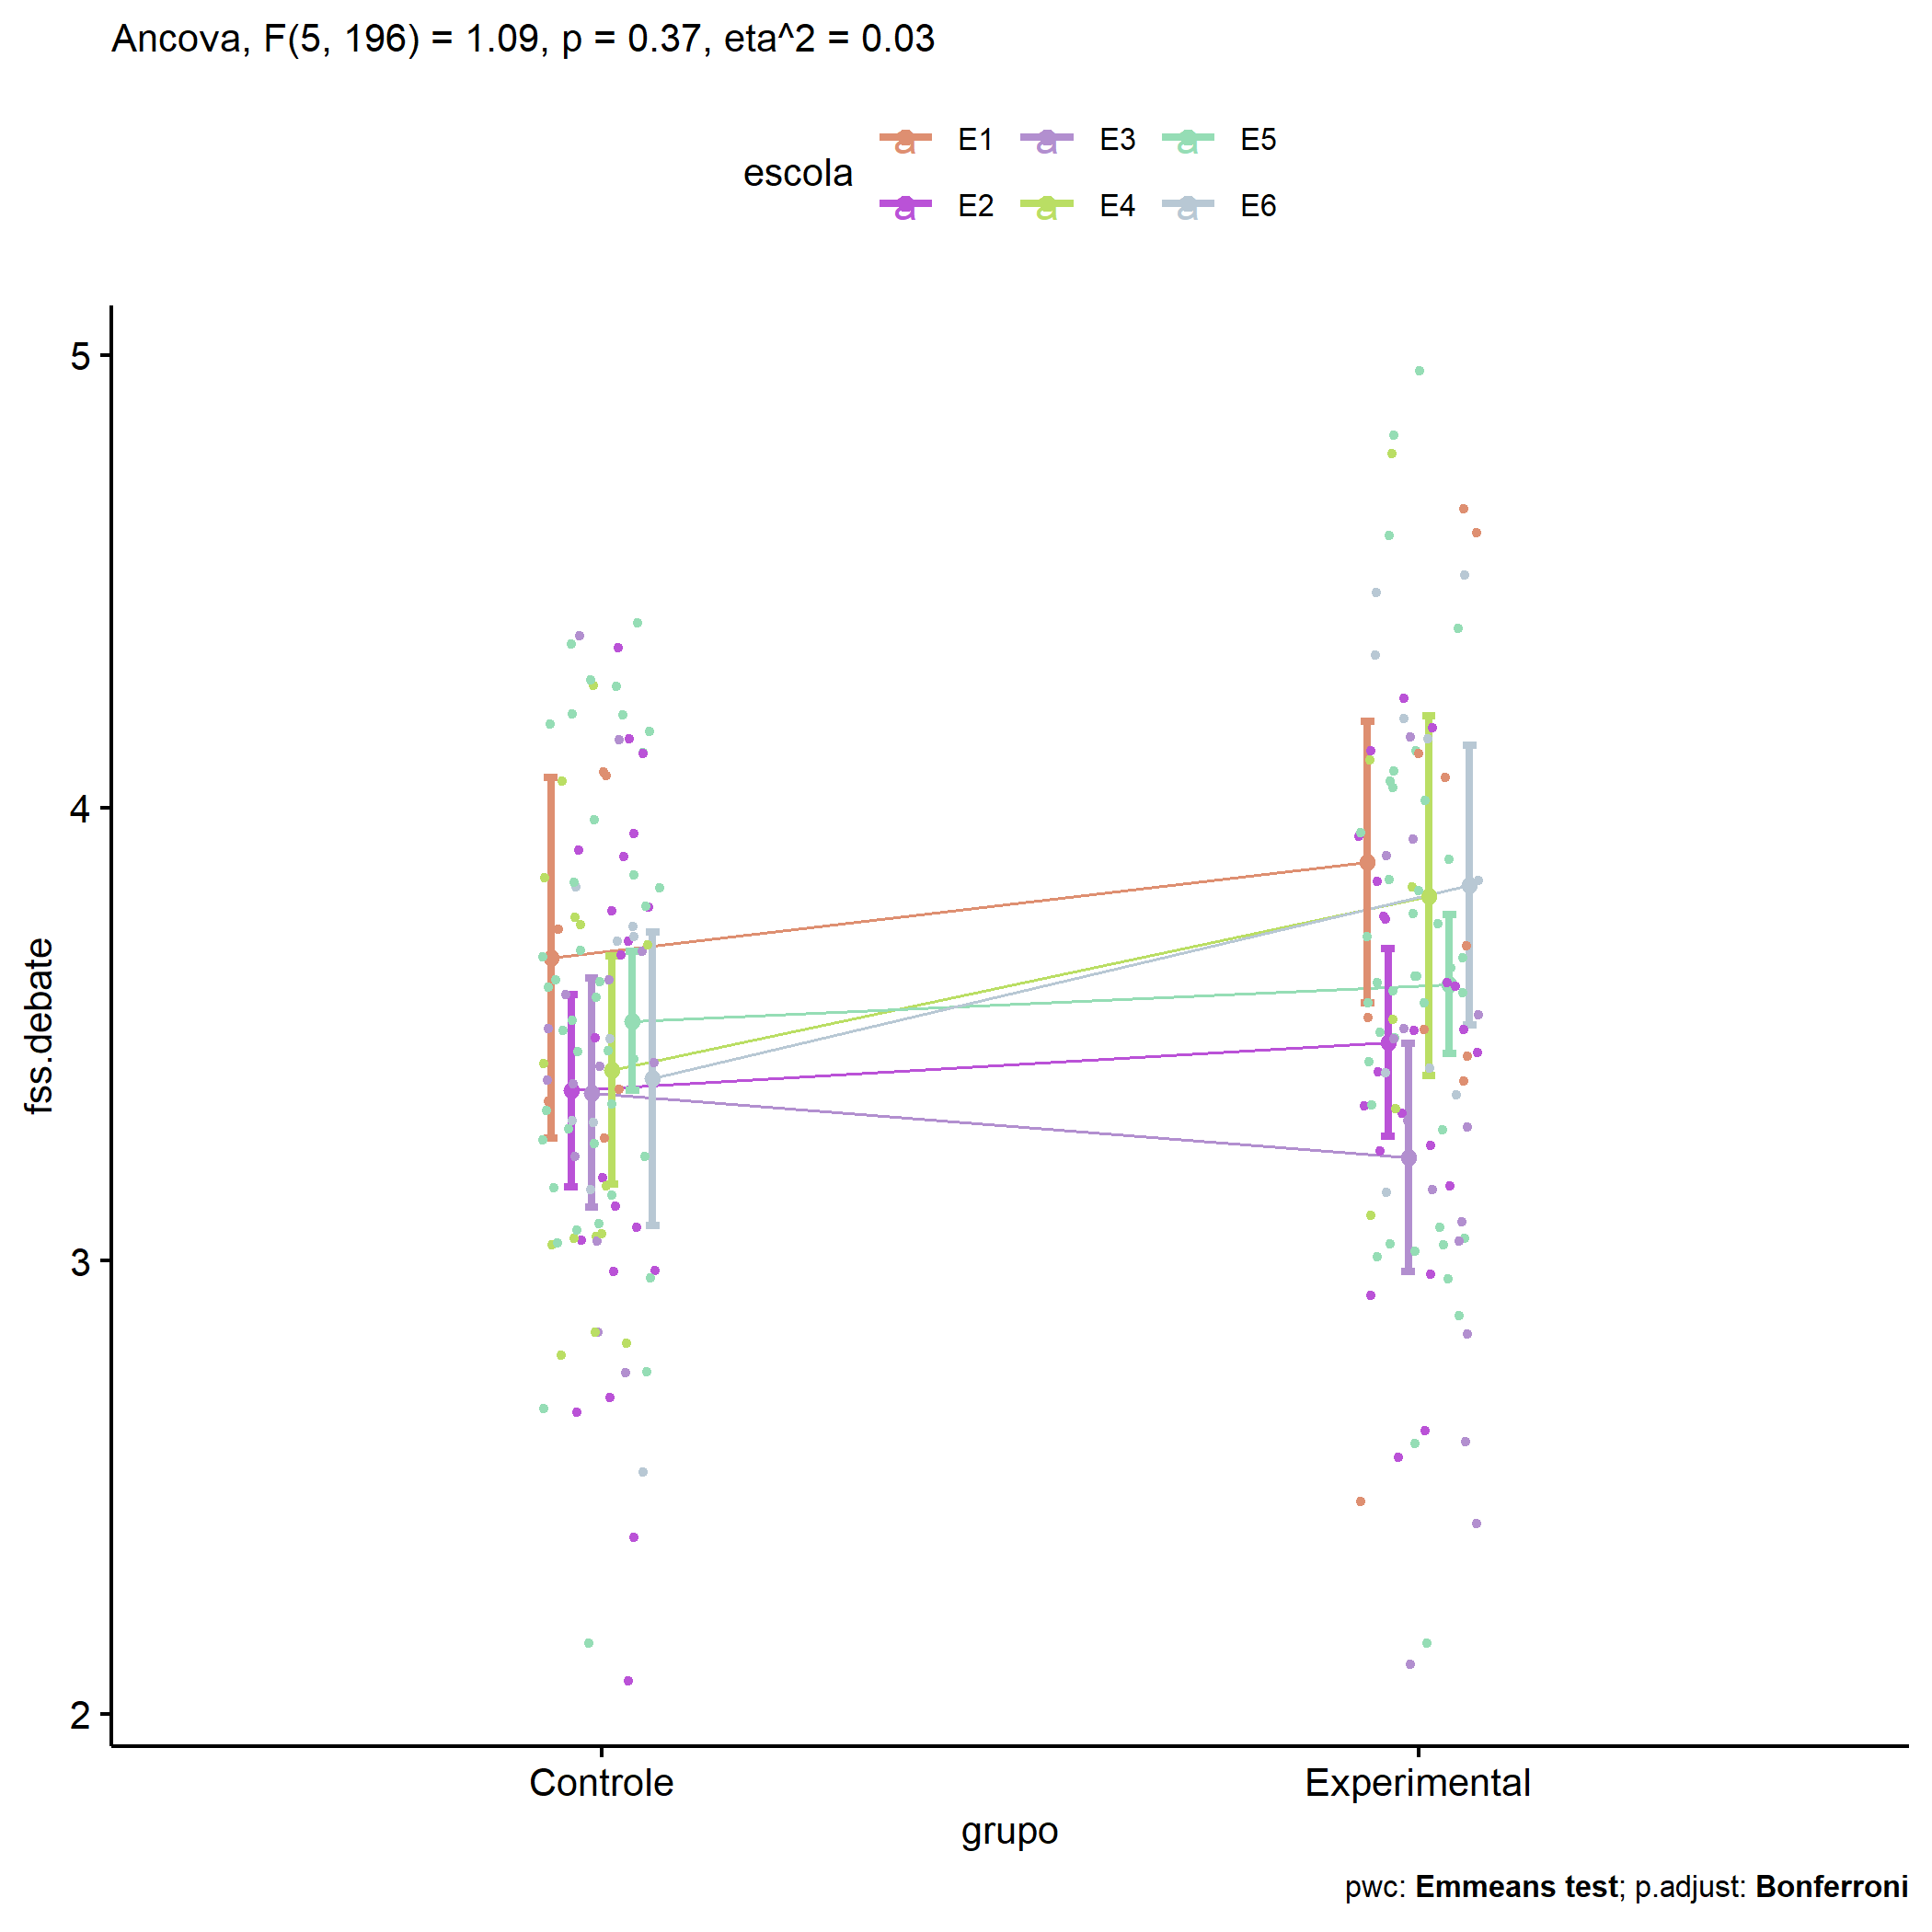 Ancova, F(5, 196) = 1.09, p = 0.37, eta^2 = 0.03
escola
a E1 a E3 a E5
a E2 a E4 a E6
5
4
3
2
fss.debate
Controle Experimental
grupo
pwc: Emmeans test; p.adjust: Bonferroni